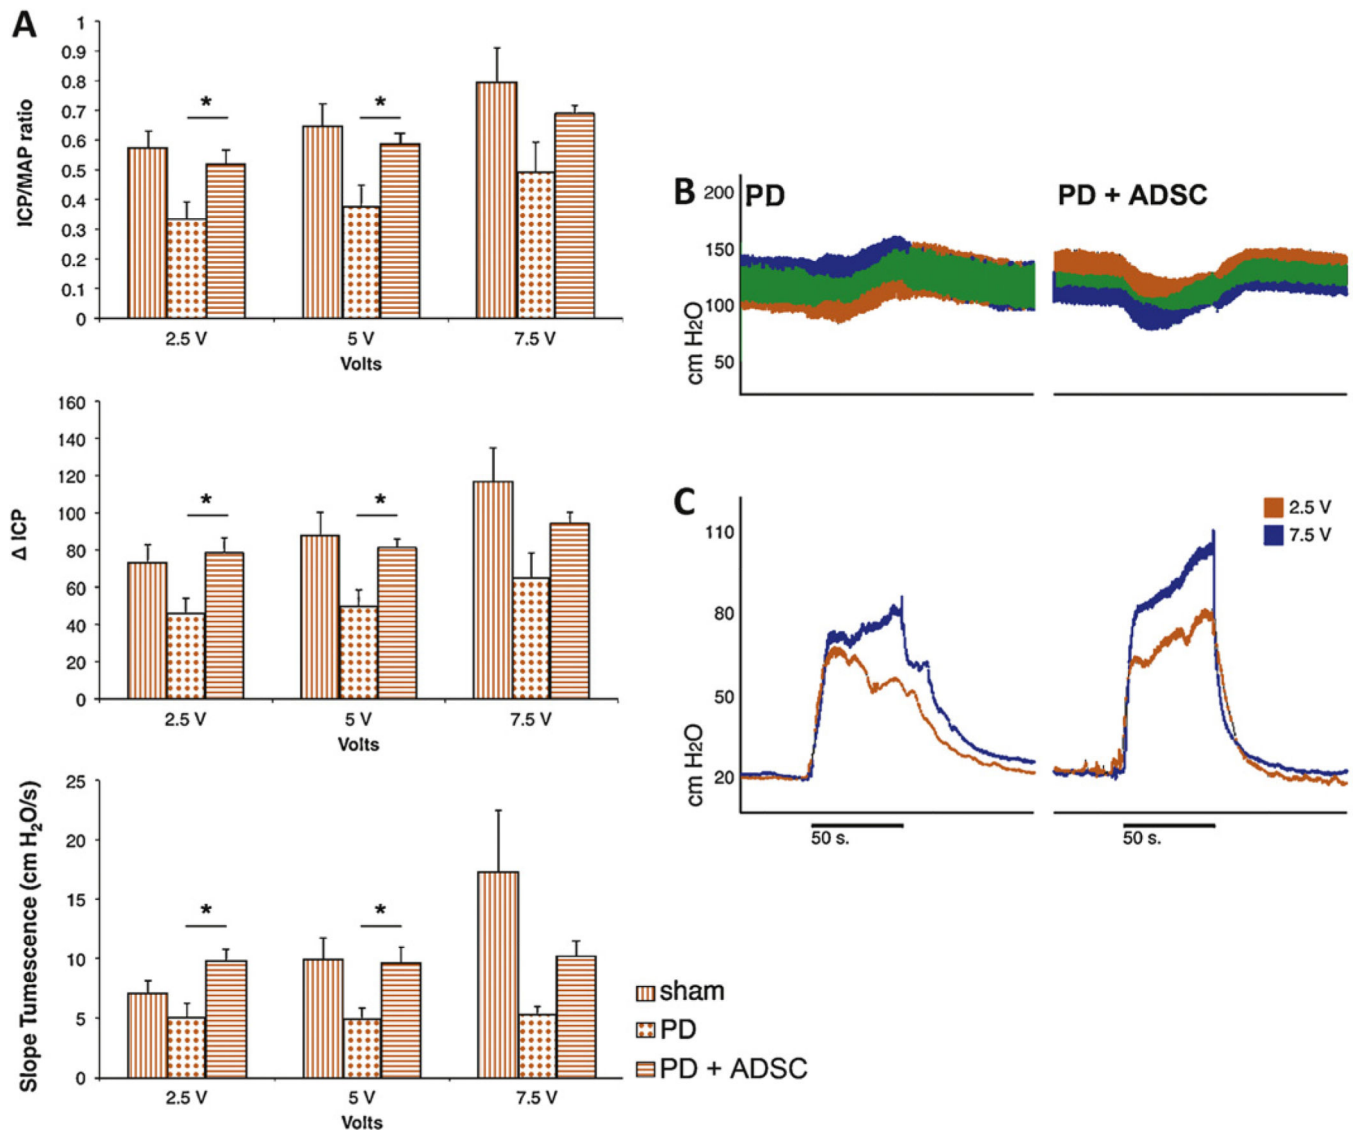 A
ICP/MAP ratio
1
0.9
0.8
0.7
0.6
0.5
0.4
0.3
0.2
0.1
0
*
*
2.5 V
5 V
7.5 V
Volts
Δ ICP
160
140
120
100
80
60
40
20
0
*
*
2.5 V
5 V
7.5 V
Volts
Slope Tumescence (cm H₂O/s)
25
20
15
10
5
0
*
*
2.5 V
5 V
7.5 V
Volts
sham
PD
PD + ADSC
B
PD
PD + ADSC
cm H₂O
200
150
100
50
C
2.5 V
7.5 V
cm H₂O
110
80
50
20
50 s.
50 s.